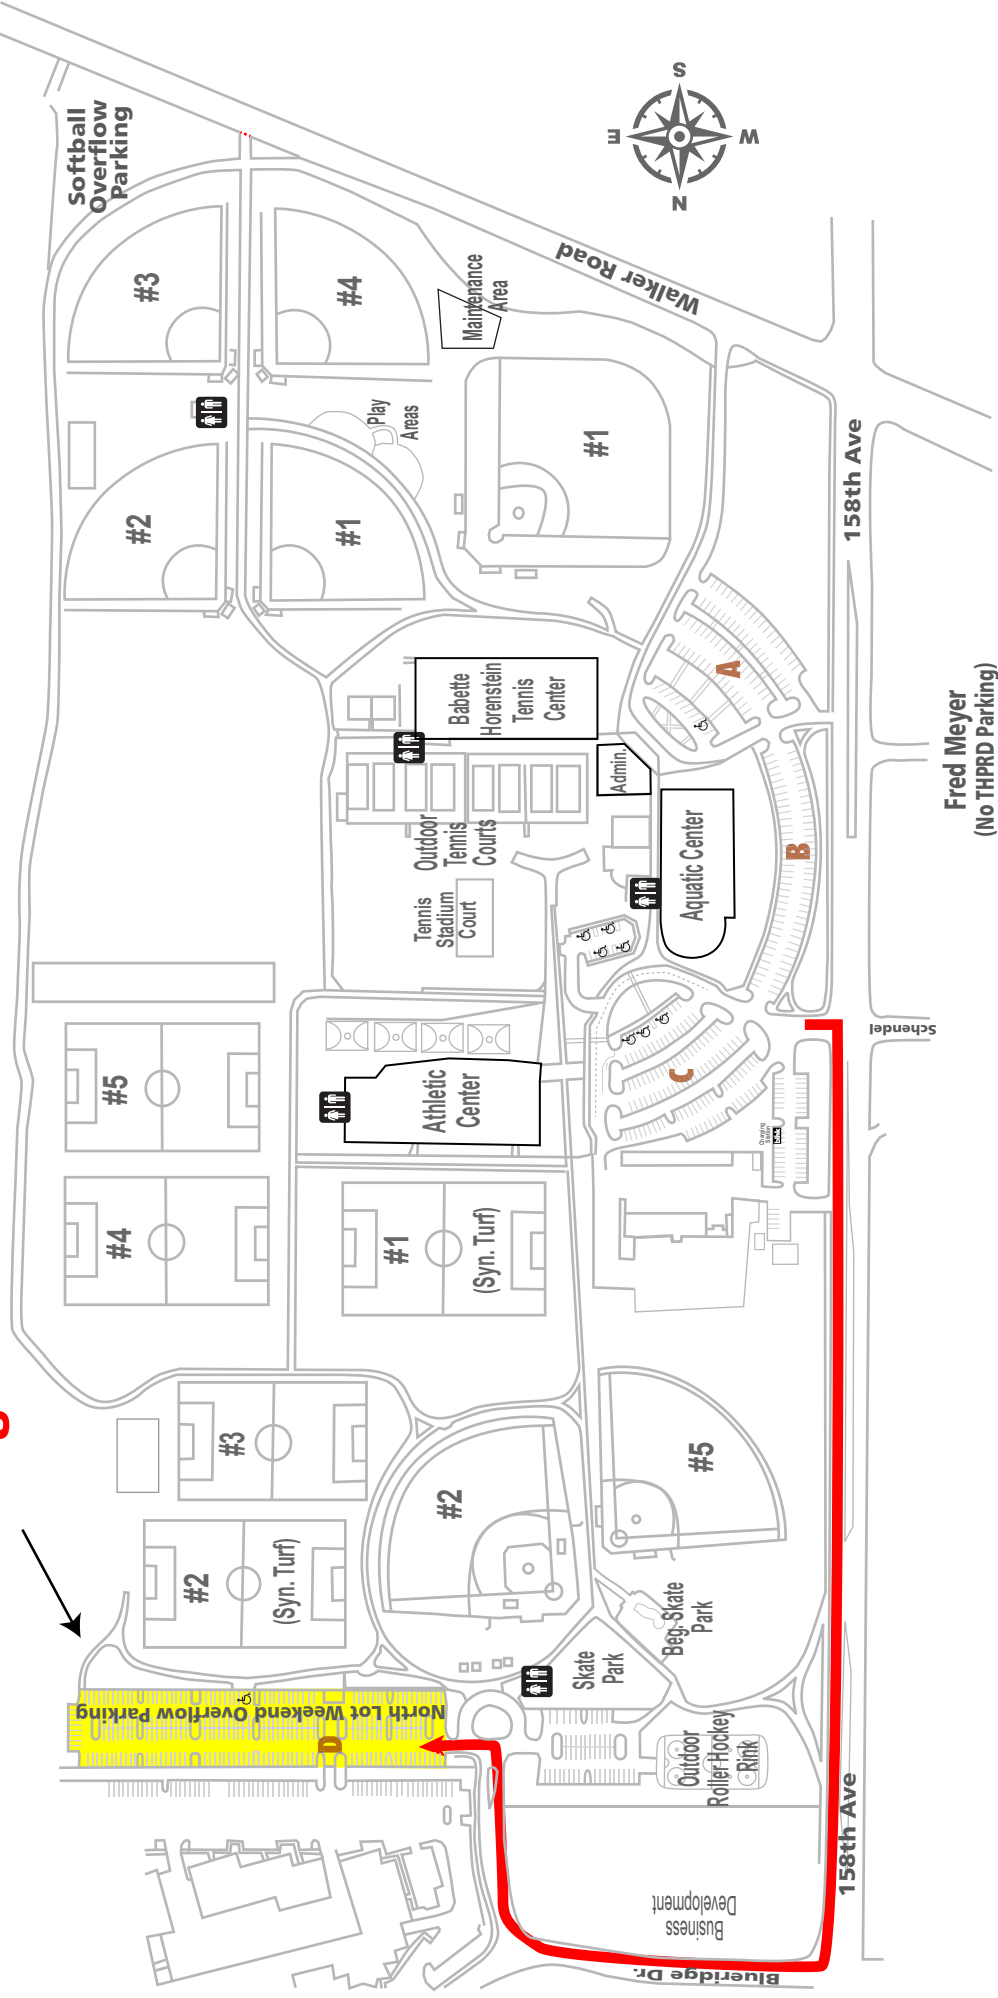 Softball
Overflow
Parking
S
E
W
N
Walker Road
#3
#4
Maintenance
Area
Play
Areas
#1
#2
#1
158th Ave
A
Babette
Horenstein
Tennis
Center
Admin.
Fred Meyer
(No THPRD Parking)
Outdoor
Tennis
Courts
Aquatic Center
B
Tennis
Stadium
Court
Schendel
#5
Athletic
Center
C
Charging
Station
#4
#1
(Syn. Turf)
#3
#2
#5
#2
(Syn. Turf)
Beg. Skate
Park
Skate
Park
North Lot Weekend Overflow Parking
D
Outdoor
Roller Hockey
Rink
158th Ave
Business
Development
Blueridge Dr.